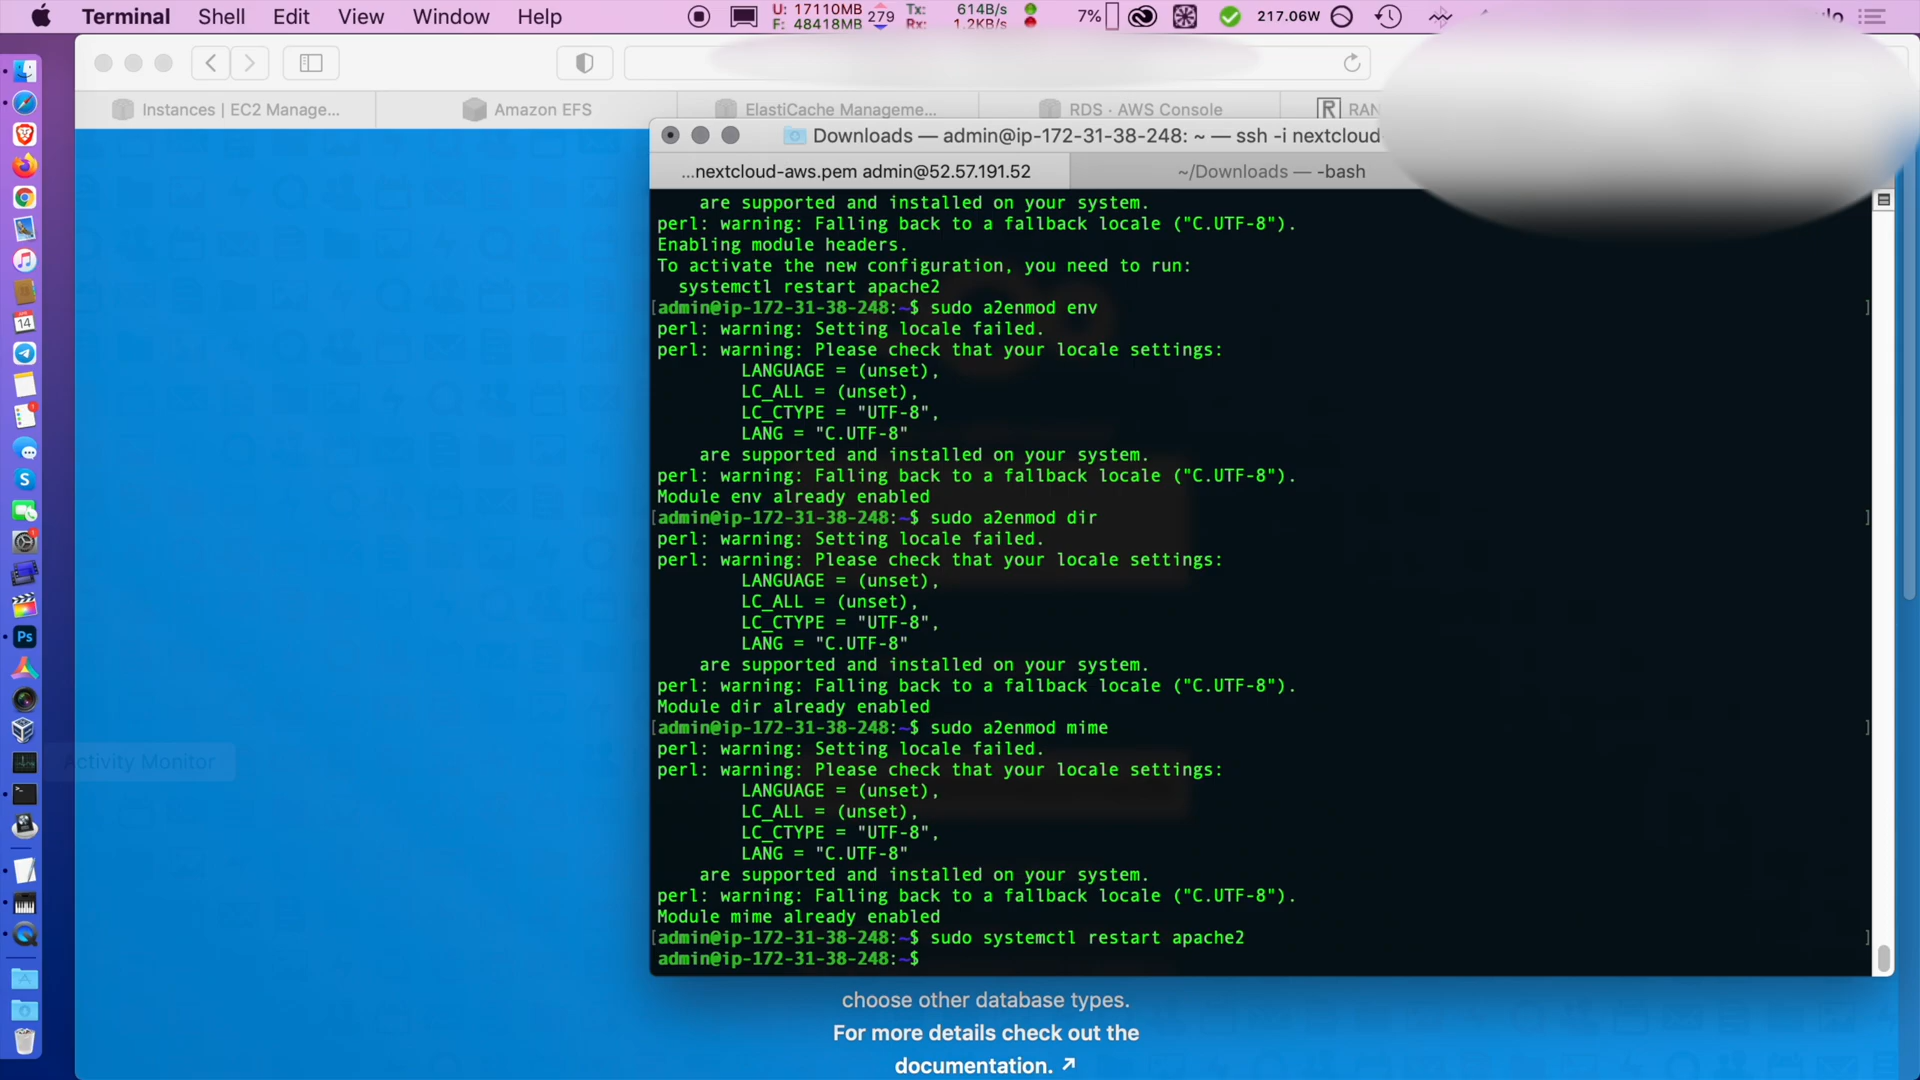 Terminal Shell Edit View Window Help
U: 17110MB
F: 48418MB
279
Tx: 614B/s
Rx: 1.2KB/s
7%
217.06W
Instances | EC2 Manage...
Amazon EFS
ElastiCache Manageme...
RDS · AWS Console
R RAN
Downloads — admin@ip-172-31-38-248: ~ — ssh -i nextcloud
...nextcloud-aws.pem admin@52.57.191.52
~/Downloads — -bash
are supported and installed on your system.
perl: warning: Falling back to a fallback locale ("C.UTF-8").
Enabling module headers.
To activate the new configuration, you need to run:
systemctl restart apache2
[admin@ip-172-31-38-248:~$ sudo a2enmod env ]
perl: warning: Setting locale failed.
perl: warning: Please check that your locale settings:
LANGUAGE = (unset),
LC_ALL = (unset),
LC_CTYPE = "UTF-8",
LANG = "C.UTF-8"
are supported and installed on your system.
perl: warning: Falling back to a fallback locale ("C.UTF-8").
Module env already enabled
[admin@ip-172-31-38-248:~$ sudo a2enmod dir ]
perl: warning: Setting locale failed.
perl: warning: Please check that your locale settings:
LANGUAGE = (unset),
LC_ALL = (unset),
LC_CTYPE = "UTF-8",
LANG = "C.UTF-8"
are supported and installed on your system.
perl: warning: Falling back to a fallback locale ("C.UTF-8").
Module dir already enabled
[admin@ip-172-31-38-248:~$ sudo a2enmod mime ]
perl: warning: Setting locale failed.
perl: warning: Please check that your locale settings:
LANGUAGE = (unset),
LC_ALL = (unset),
LC_CTYPE = "UTF-8",
LANG = "C.UTF-8"
are supported and installed on your system.
perl: warning: Falling back to a fallback locale ("C.UTF-8").
Module mime already enabled
[admin@ip-172-31-38-248:~$ sudo systemctl restart apache2 ]
admin@ip-172-31-38-248:~$
Activity Monitor
14
Ps
choose other database types.
For more details check out the
documentation. ↗